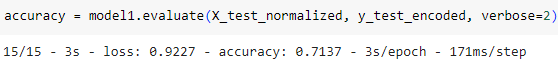 accuracy = model1.evaluate(X_test_normalized, y_test_encoded, verbose=2)
15/15 - 3s - loss: 0.9227 - accuracy: 0.7137 - 3s/epoch - 171ms/step